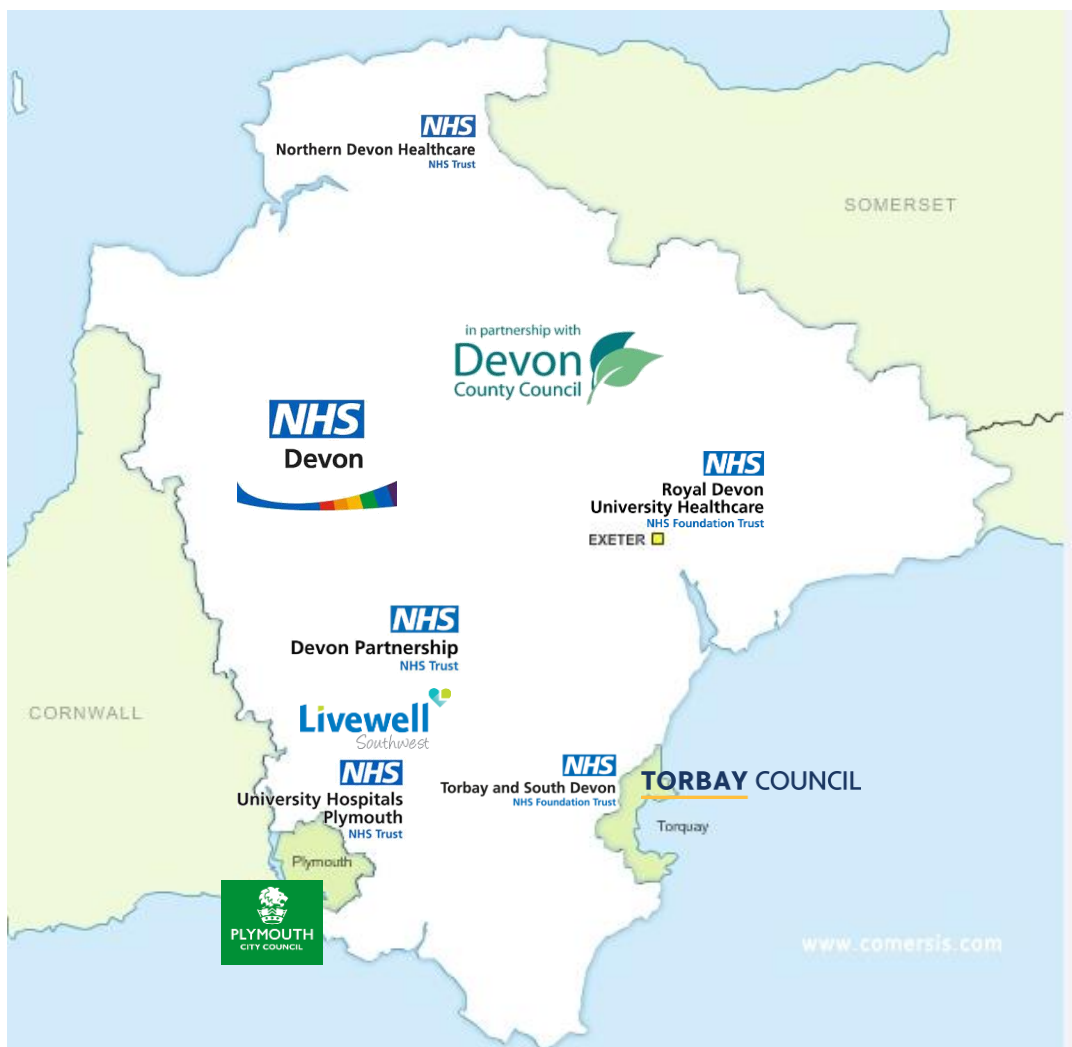 NHS
Northern Devon Healthcare
NHS Trust
SOMERSET
in partnership with
Devon
County Council
NHS
Devon
NHS
Royal Devon
University Healthcare
NHS Foundation Trust
EXETER
NHS
Devon Partnership
NHS Trust
CORNWALL
Livewell
Southwest
NHS
University Hospitals
Plymouth
NHS Trust
NHS
Torbay and South Devon
NHS Foundation Trust
TORBAY COUNCIL
Torquay
Plymouth
PLYMOUTH
CITY COUNCIL
www.comersis.com